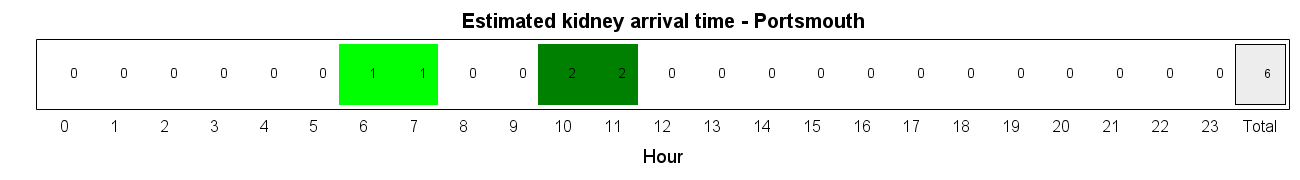 Estimated kidney arrival time - Portsmouth
0 0 0 0 0 0 1 1 0 0 2 2 0 0 0 0 0 0 0 0 0 0 0 0 6
0 1 2 3 4 5 6 7 8 9 10 11 12 13 14 15 16 17 18 19 20 21 22 23 Total
Hour